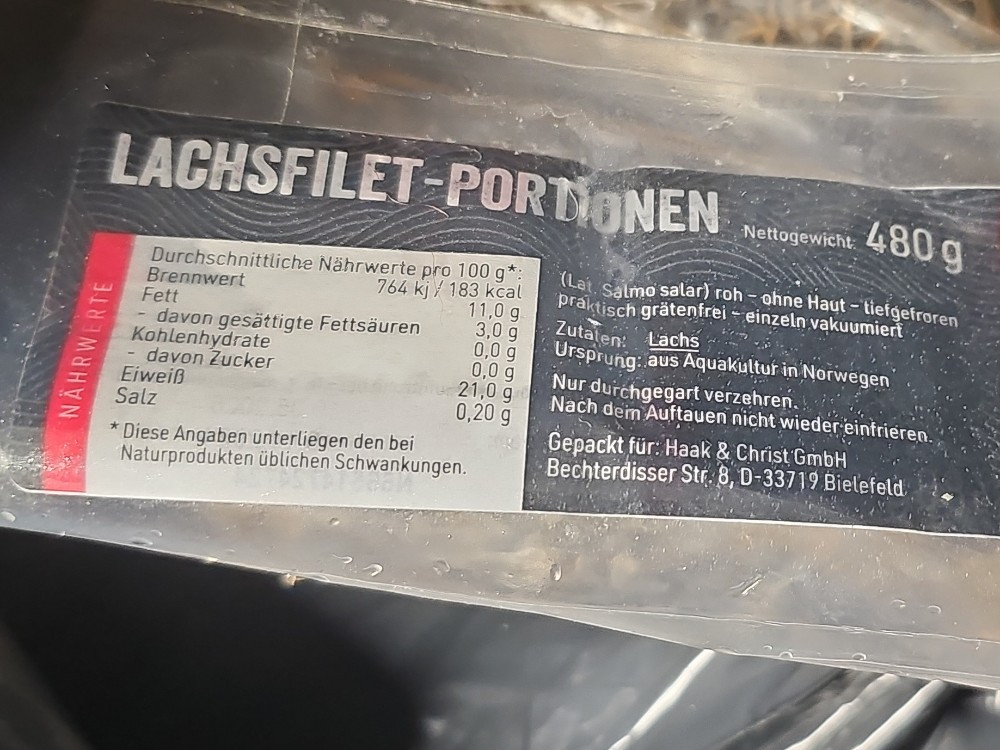 LACHSFILET-PORTIONEN
Nettogewicht: 480 g
NÄHRWERTE
Durchschnittliche Nährwerte pro 100 g*:
Brennwert 764 kj / 183 kcal
Fett 11,0 g
- davon gesättigte Fettsäuren 3,0 g
Kohlenhydrate 0,0 g
- davon Zucker 0,0 g
Eiweiß 21,0 g
Salz 0,20 g
* Diese Angaben unterliegen den bei
Naturprodukten üblichen Schwankungen.
(Lat. Salmo salar) roh - ohne Haut - tiefgefroren
praktisch grätenfrei - einzeln vakuumiert
Zutaten: Lachs
Ursprung: aus Aquakultur in Norwegen
Nur durchgegart verzehren.
Nach dem Auftauen nicht wieder einfrieren.
Gepackt für: Haak & Christ GmbH
Bechterdisser Str. 8, D-33719 Bielefeld